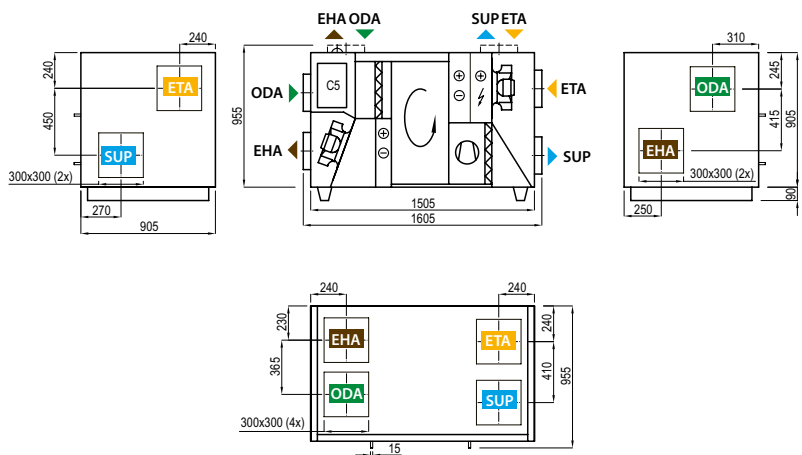 EHA ODA
SUP ETA
240
240
450
ETA
SUP
300x300 (2x)
270
905
955
ODA
EHA
C5
+
−
+
−
+
ETA
SUP
1505
1605
310
245
415
905
90
ODA
EHA
300x300 (2x)
250
240
240
230
365
EHA
ODA
ETA
SUP
240
410
955
300x300 (4x)
15